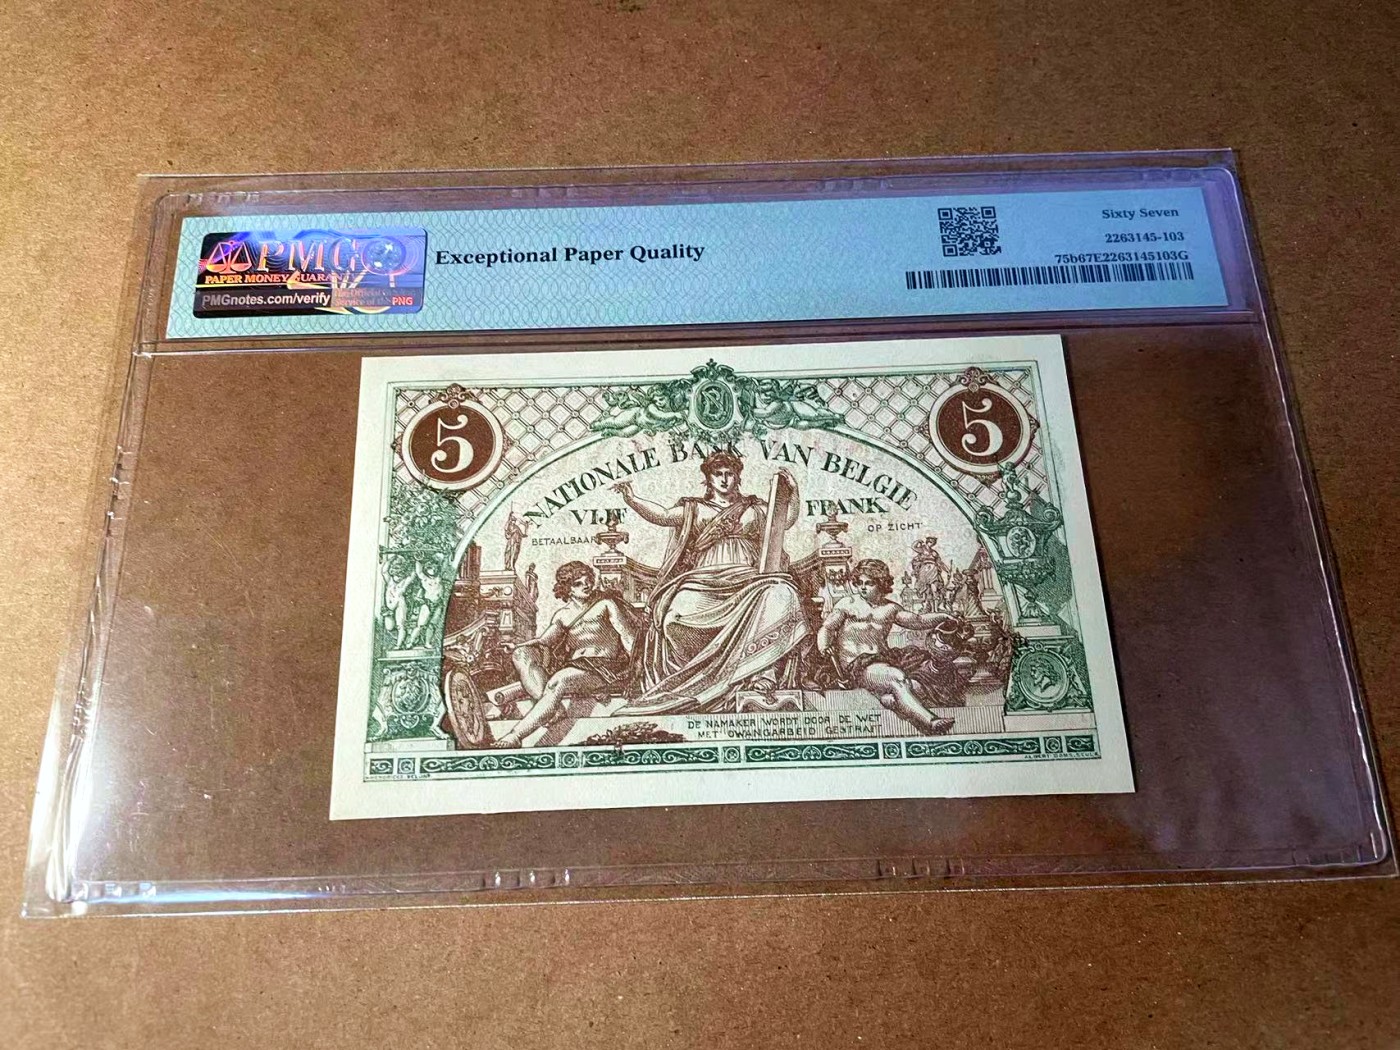 PMG
PAPER MONEY GUARANTY
PMGnotes.com/verify
PNG
Exceptional Paper Quality
Sixty Seven
2263145-103
75b67E2263145103G
5
5
NATIONALE BANK VAN BELGIE
VIJF FRANK
BETAALBAAR OP ZICHT
DE NAMAKER WORDT DOOR DE WET
MET DWANGARBEID GESTRAFT